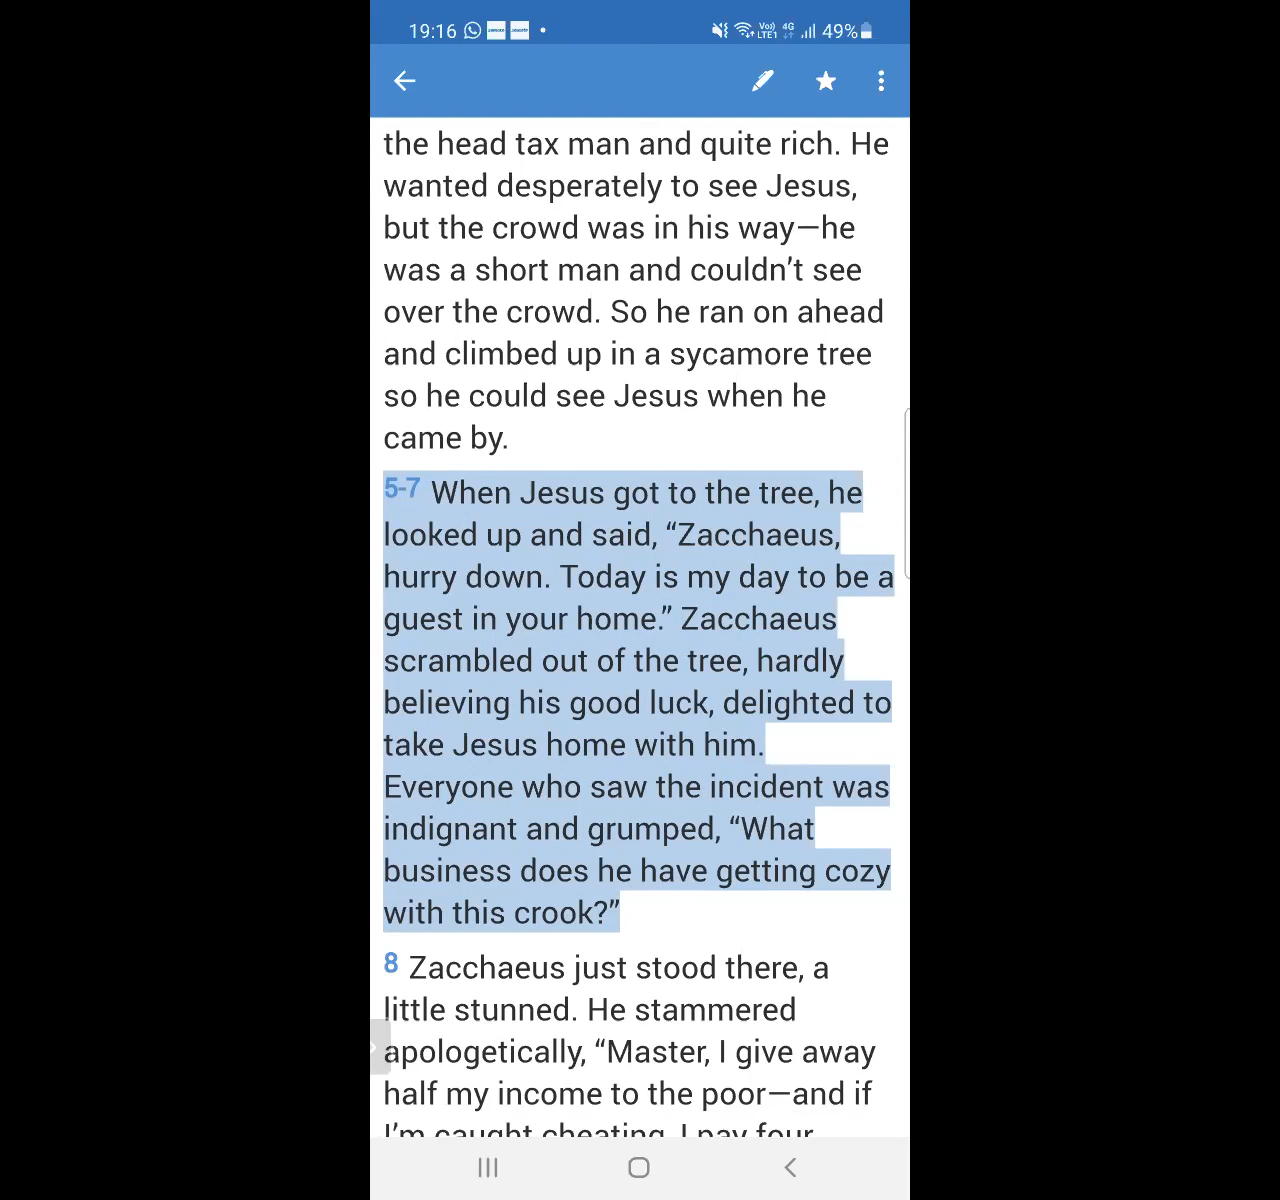 19:16
Vo)) 4G
LTE1
49%
the head tax man and quite rich. He
wanted desperately to see Jesus,
but the crowd was in his way—he
was a short man and couldn’t see
over the crowd. So he ran on ahead
and climbed up in a sycamore tree
so he could see Jesus when he
came by.
5-7 When Jesus got to the tree, he
looked up and said, “Zacchaeus,
hurry down. Today is my day to be a
guest in your home.” Zacchaeus
scrambled out of the tree, hardly
believing his good luck, delighted to
take Jesus home with him.
Everyone who saw the incident was
indignant and grumped, “What
business does he have getting cozy
with this crook?”
8 Zacchaeus just stood there, a
little stunned. He stammered
apologetically, “Master, I give away
half my income to the poor—and if
I’m caught cheating, I pay four